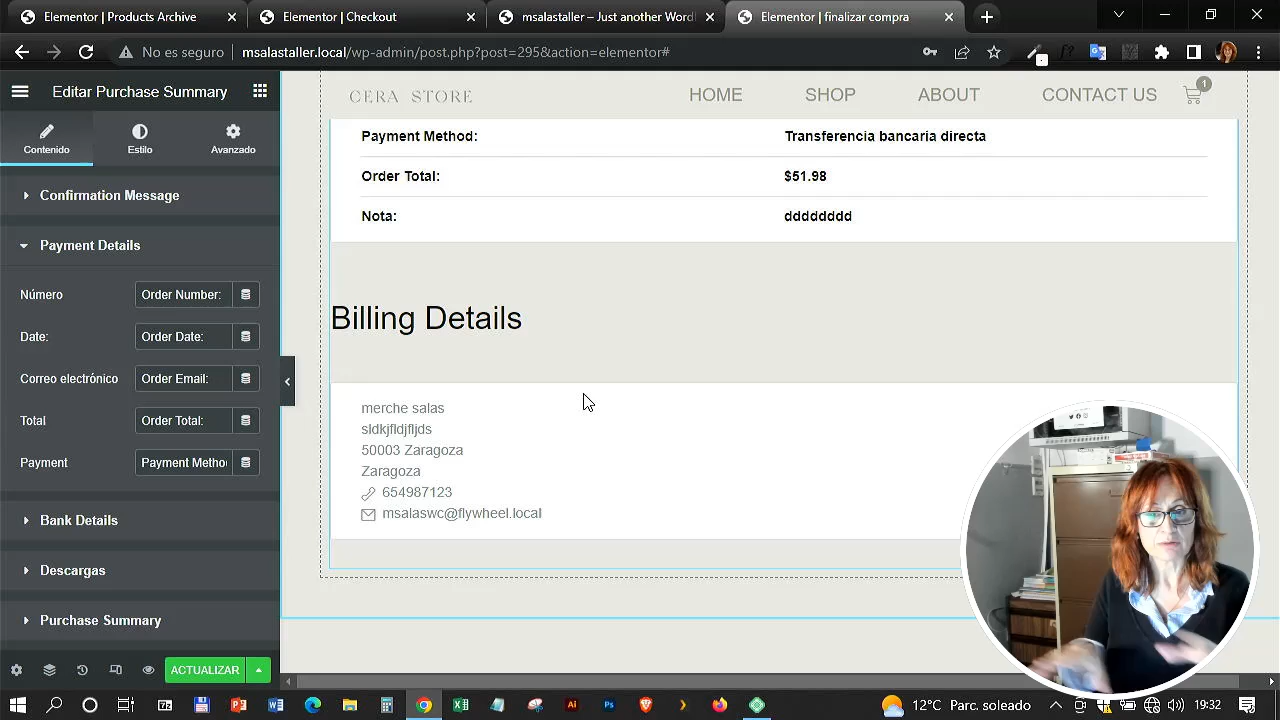 Elementor | Products Archive
Elementor | Checkout
msalastaller – Just another Word
Elementor | finalizar compra
No es seguro
msalastaller.local/wp-admin/post.php?post=295&action=elementor#
Editar Purchase Summary
Contenido
Estilo
Avanzado
Confirmation Message
Payment Details
Número
Order Number:
Date:
Order Date:
Correo electrónico
Order Email:
Total
Order Total:
Payment
Payment Metho
Bank Details
Descargas
Purchase Summary
ACTUALIZAR
CERA STORE
HOME
SHOP
ABOUT
CONTACT US
1
Payment Method:
Transferencia bancaria directa
Order Total:
$51.98
Nota:
dddddddd
Billing Details
merche salas
sldkjfldjfljds
50003 Zaragoza
Zaragoza
654987123
msalaswc@flywheel.local
12°C Parc. soleado
19:32